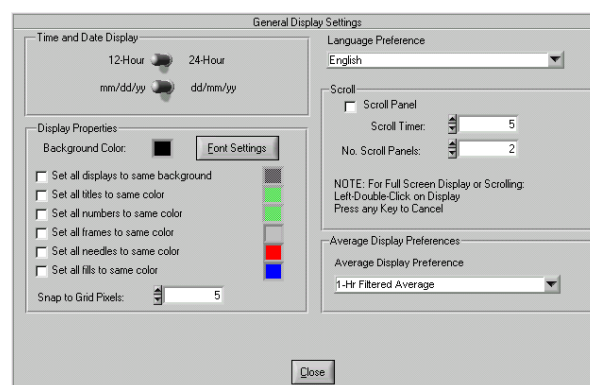 General Display Settings
Time and Date Display
12-Hour 24-Hour
mm/dd/yy dd/mm/yy
Display Properties
Background Color: Font Settings
Set all displays to same background
Set all titles to same color
Set all numbers to same color
Set all frames to same color
Set all needles to same color
Set all fills to same color
Snap to Grid Pixels: 5
Language Preference
English
Scroll
Scroll Panel
Scroll Timer: 5
No. Scroll Panels: 2
NOTE: For Full Screen Display or Scrolling:
Left-Double-Click on Display
Press any Key to Cancel
Average Display Preferences
Average Display Preference
1-Hr Filtered Average
Close